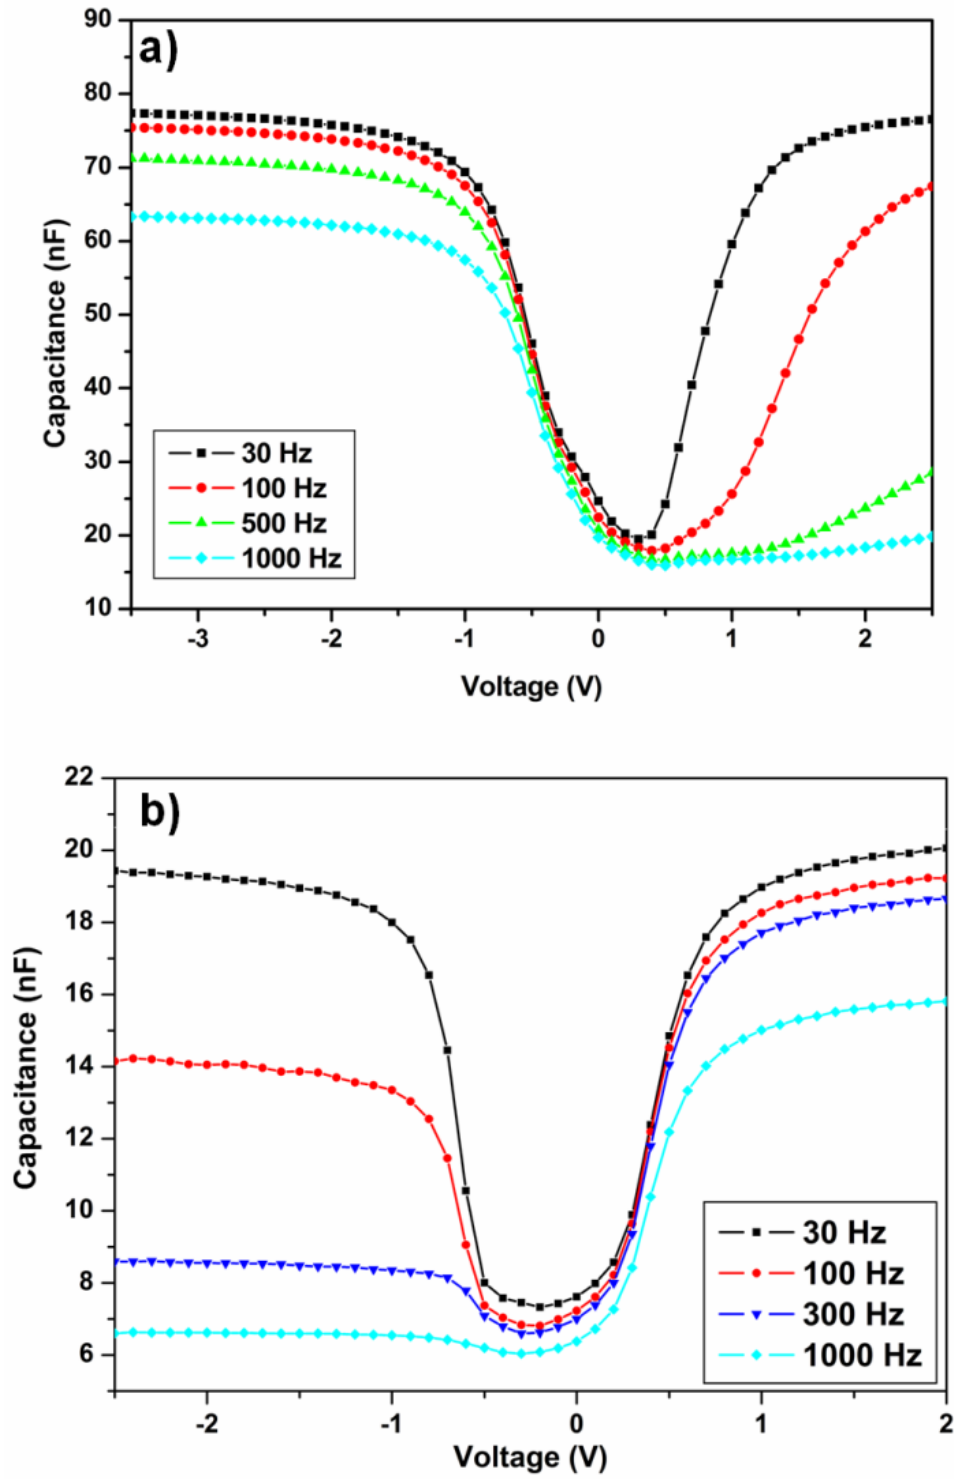 a)
90
80
70
60
50
40
30
20
10
Capacitance (nF)
30 Hz
100 Hz
500 Hz
1000 Hz
-3 -2 -1 0 1 2
Voltage (V)
b)
22
20
18
16
14
12
10
8
6
Capacitance (nF)
30 Hz
100 Hz
300 Hz
1000 Hz
-2 -1 0 1 2
Voltage (V)